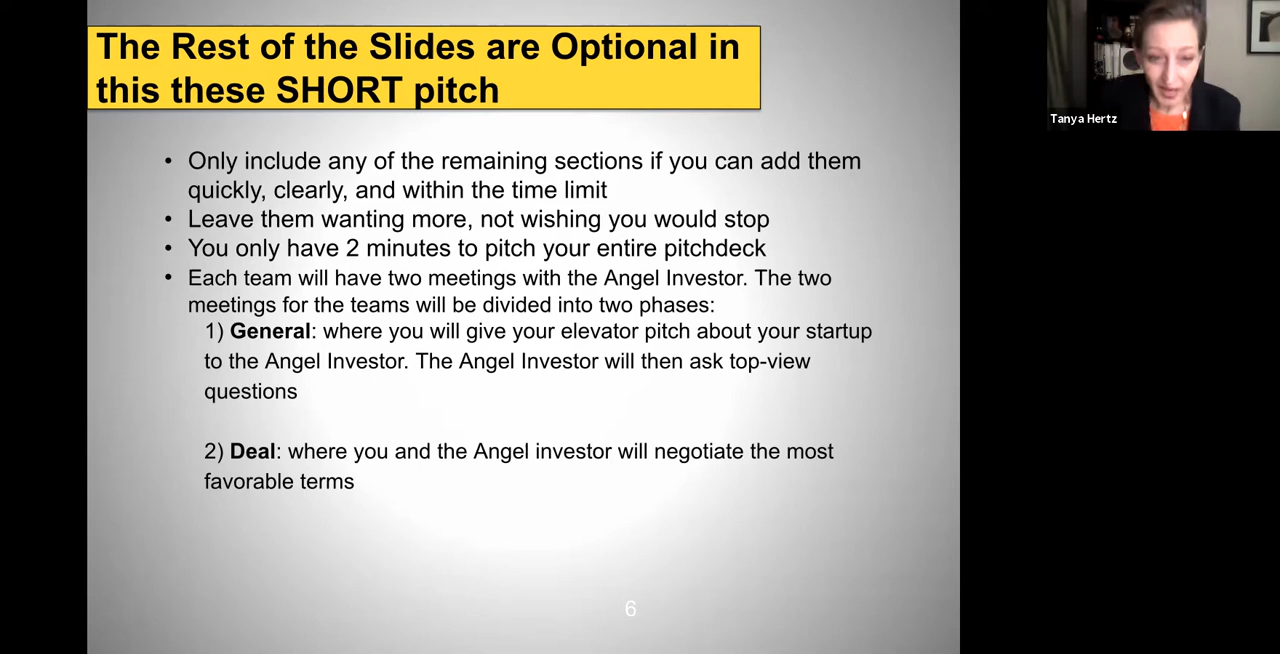 The Rest of the Slides are Optional in
this these SHORT pitch
Tanya Hertz
• Only include any of the remaining sections if you can add them
quickly, clearly, and within the time limit
• Leave them wanting more, not wishing you would stop
• You only have 2 minutes to pitch your entire pitchdeck
• Each team will have two meetings with the Angel Investor. The two
meetings for the teams will be divided into two phases:
1) General: where you will give your elevator pitch about your startup
to the Angel Investor. The Angel Investor will then ask top-view
questions
2) Deal: where you and the Angel investor will negotiate the most
favorable terms
6